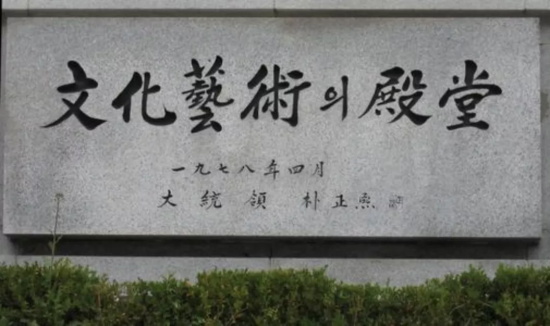 文化藝術의殿堂
一九七八年四月
大統領 朴正熙